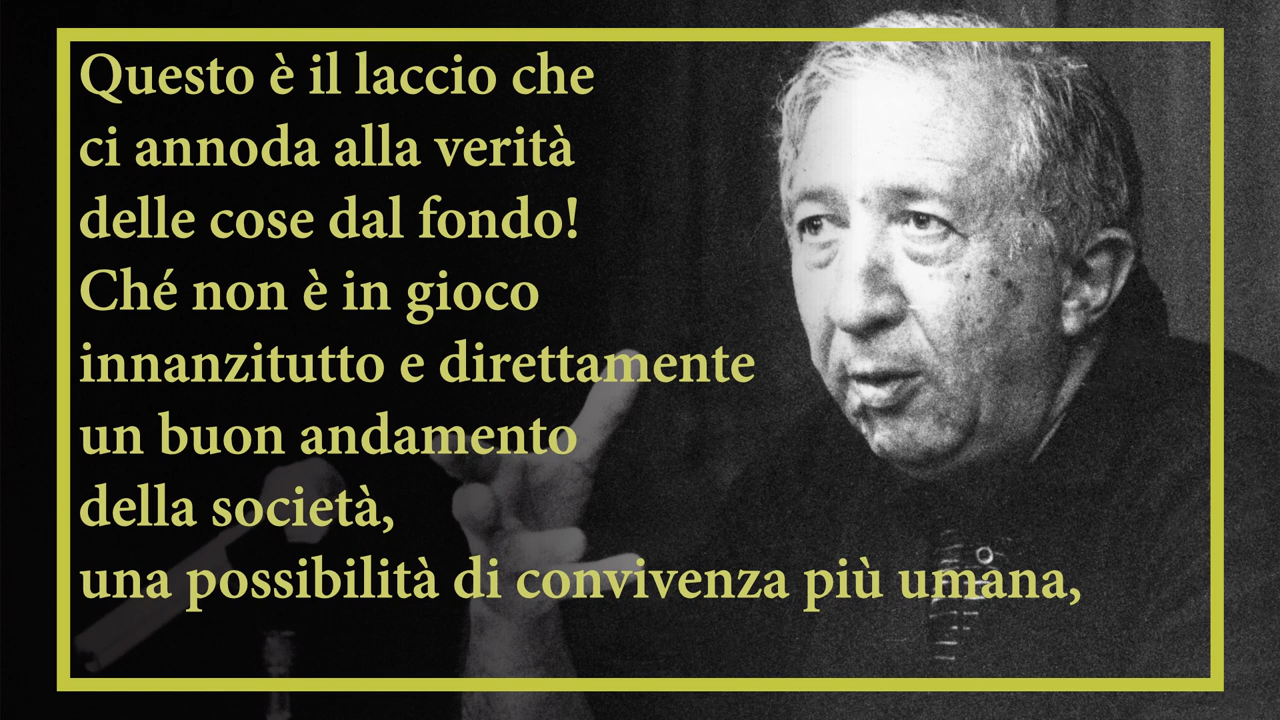 Questo è il laccio che
ci annoda alla verità
delle cose dal fondo!
Ché non è in gioco
innanzitutto e direttamente
un buon andamento
della società,
una possibilità di convivenza più umana,